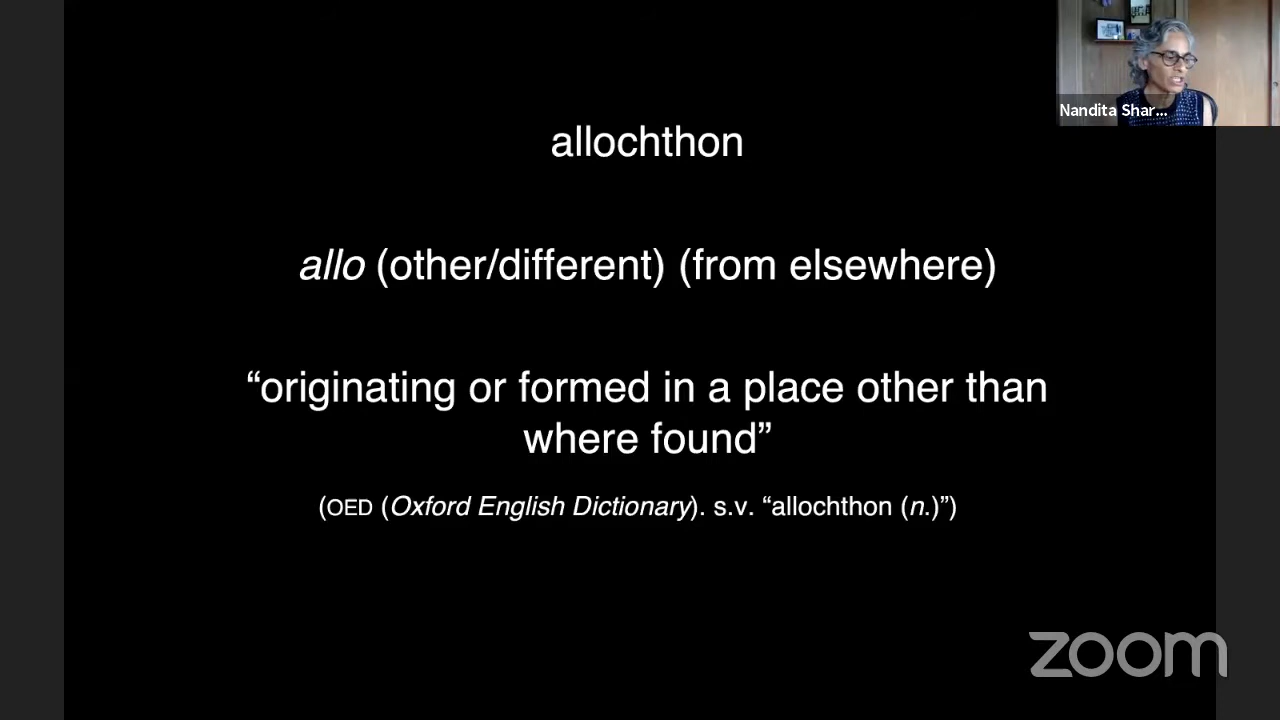 Nandita Shar...
allochthon
allo (other/different) (from elsewhere)
“originating or formed in a place other than
where found”
(OED (Oxford English Dictionary). s.v. “allochthon (n.)”)
zoom